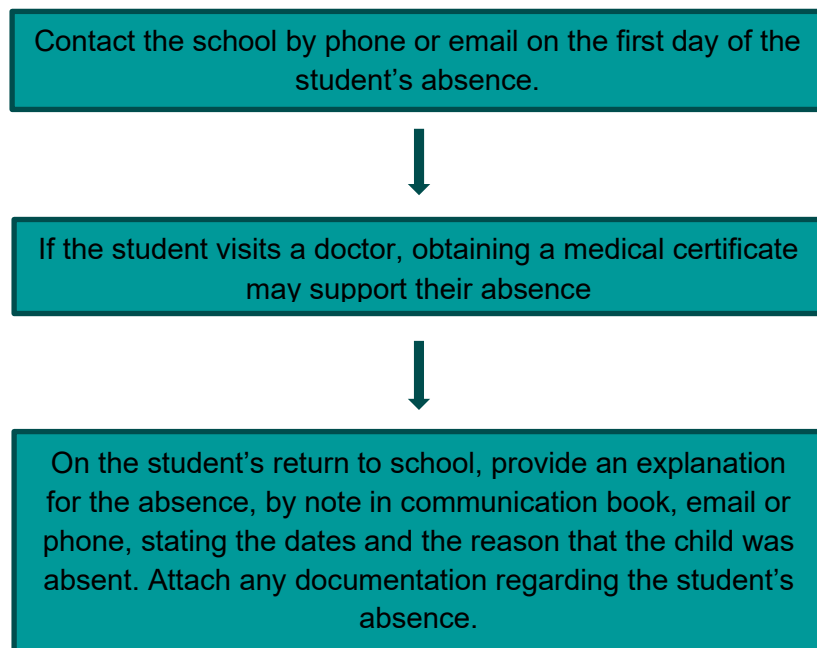 Contact the school by phone or email on the first day of the
student’s absence.
If the student visits a doctor, obtaining a medical certificate
may support their absence
On the student’s return to school, provide an explanation
for the absence, by note in communication book, email or
phone, stating the dates and the reason that the child was
absent. Attach any documentation regarding the student’s
absence.